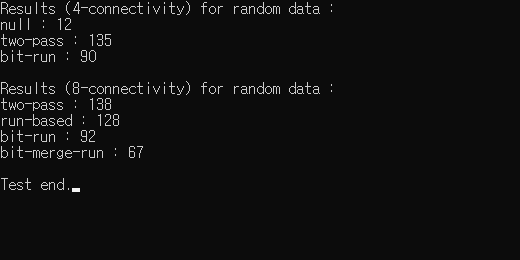 Results (4-connectivity) for random data :
null : 12
two-pass : 135
bit-run : 90
Results (8-connectivity) for random data :
two-pass : 138
run-based : 128
bit-run : 92
bit-merge-run : 67
Test end.